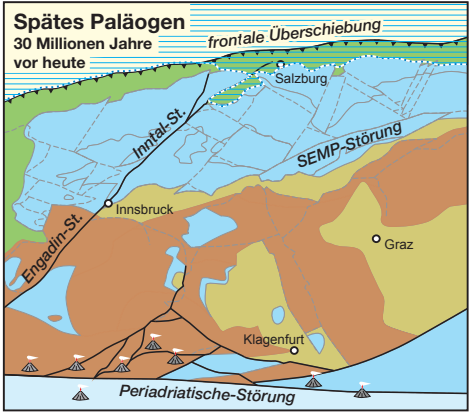 Spätes Paläogen
30 Millionen Jahre
vor heute
frontale Überschiebung
Salzburg
Inntal-St.
SEMP-Störung
Innsbruck
Engadin-St.
Graz
Klagenfurt
Periadriatische-Störung